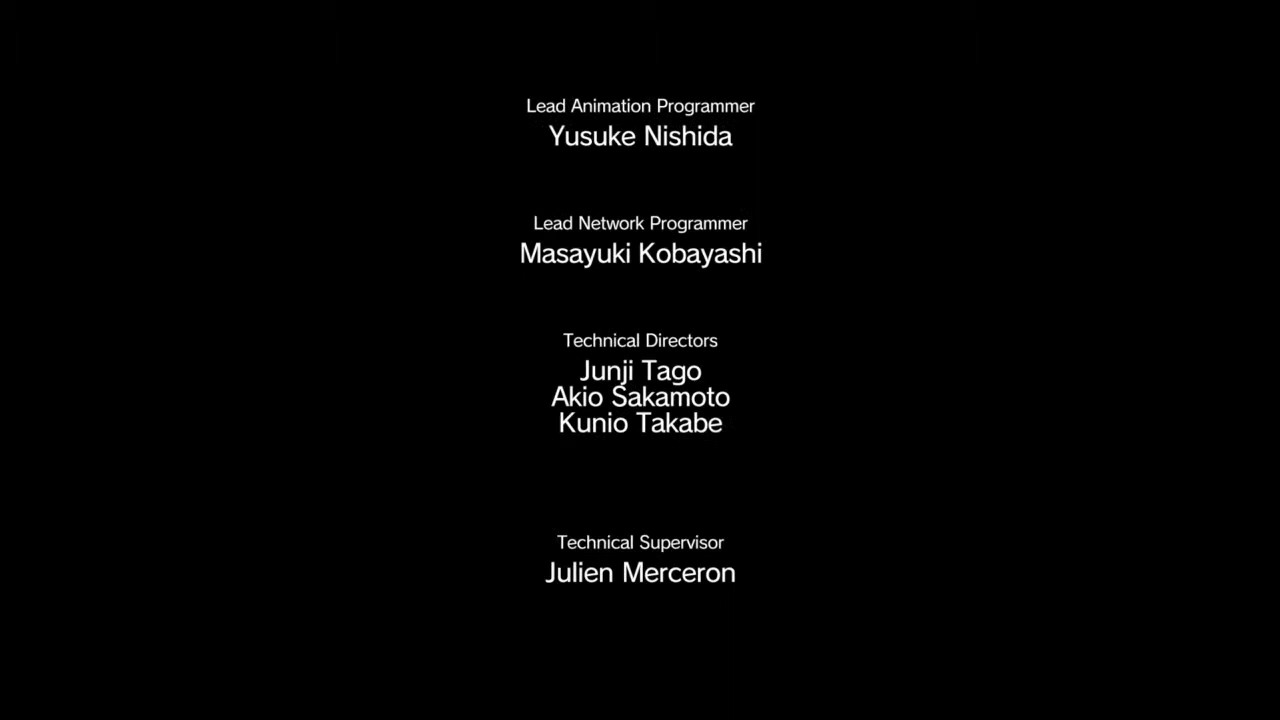 Lead Animation Programmer
Yusuke Nishida
Lead Network Programmer
Masayuki Kobayashi
Technical Directors
Junji Tago
Akio Sakamoto
Kunio Takabe
Technical Supervisor
Julien Merceron